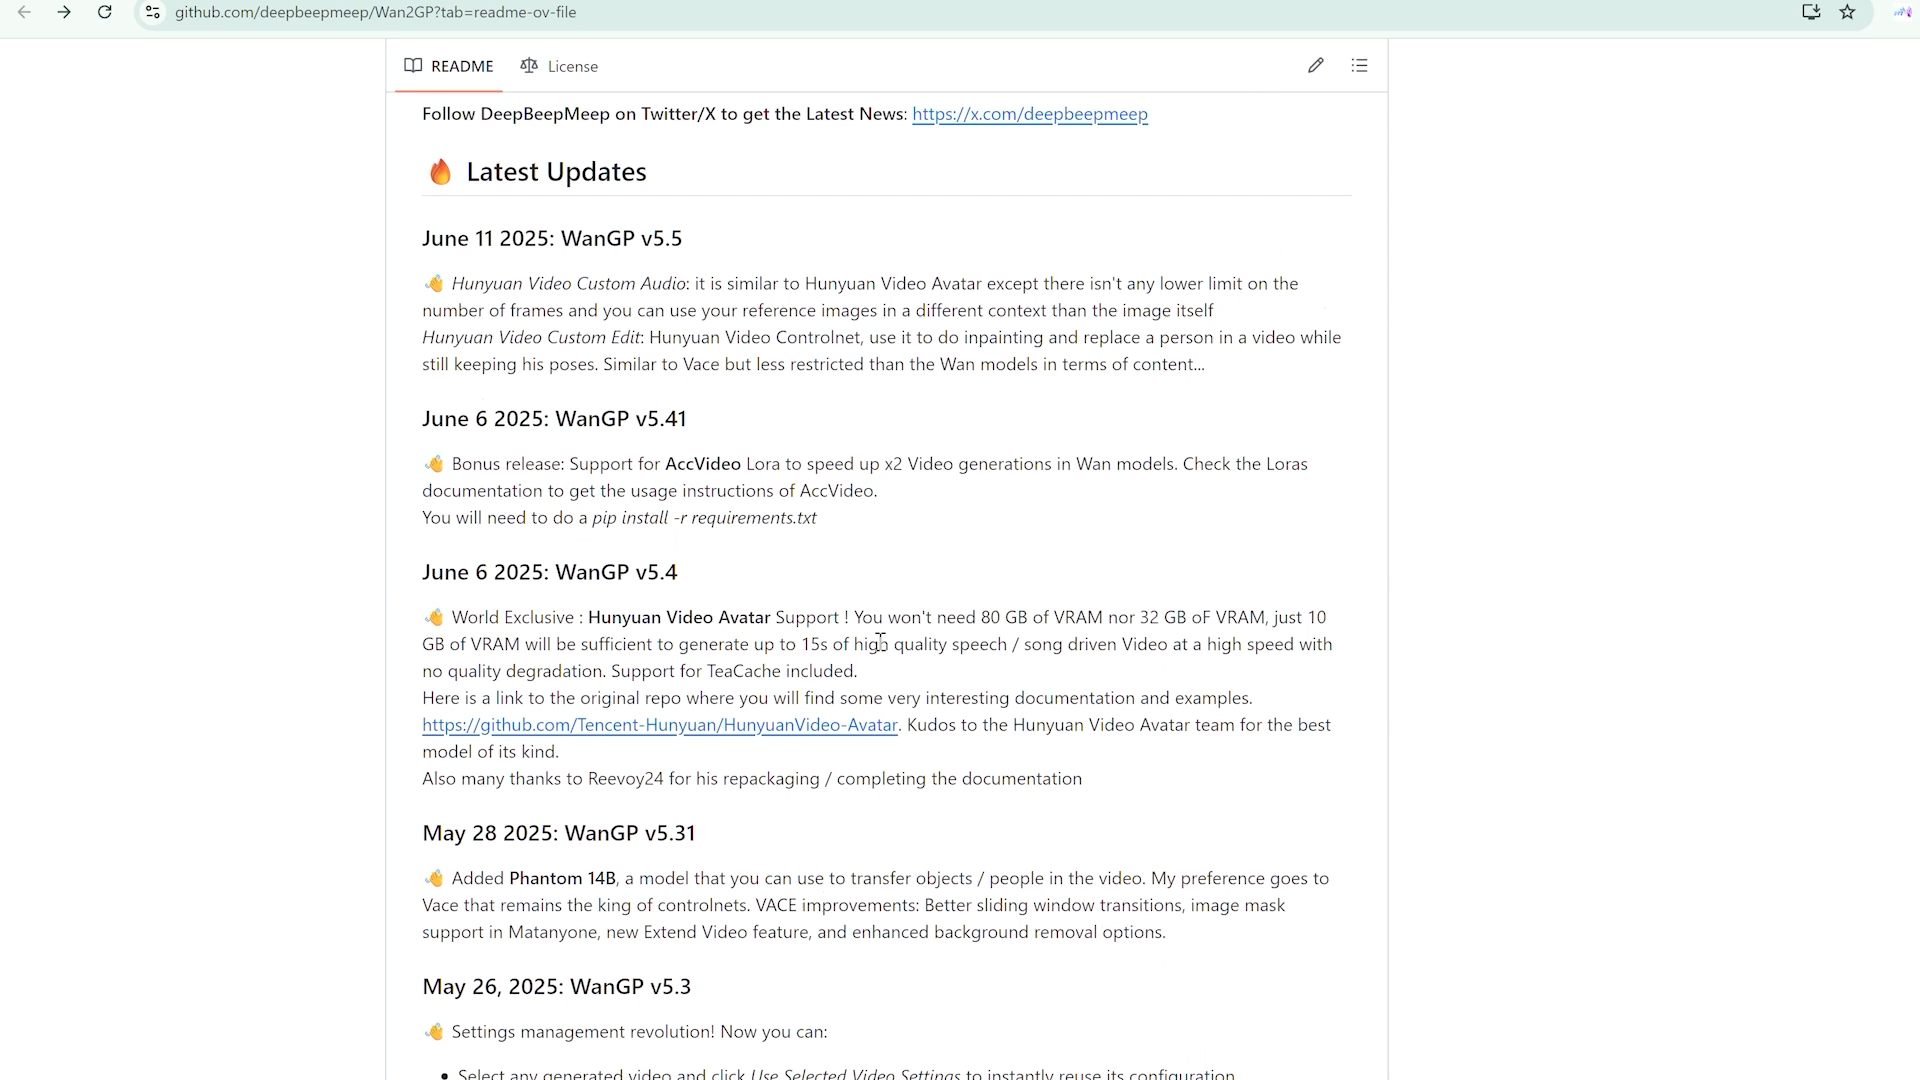 github.com/deepbeepmeep/Wan2GP?tab=readme-ov-file
README
License
Follow DeepBeepMeep on Twitter/X to get the Latest News: https://x.com/deepbeepmeep
🔥 Latest Updates
June 11 2025: WanGP v5.5
👋 Hunyuan Video Custom Audio: it is similar to Hunyuan Video Avatar except there isn't any lower limit on the
number of frames and you can use your reference images in a different context than the image itself
Hunyuan Video Custom Edit: Hunyuan Video Controlnet, use it to do inpainting and replace a person in a video while
still keeping his poses. Similar to Vace but less restricted than the Wan models in terms of content...
June 6 2025: WanGP v5.41
👋 Bonus release: Support for AccVideo Lora to speed up x2 Video generations in Wan models. Check the Loras
documentation to get the usage instructions of AccVideo.
You will need to do a pip install -r requirements.txt
June 6 2025: WanGP v5.4
👋 World Exclusive : Hunyuan Video Avatar Support ! You won't need 80 GB of VRAM nor 32 GB oF VRAM, just 10
GB of VRAM will be sufficient to generate up to 15s of high quality speech / song driven Video at a high speed with
no quality degradation. Support for TeaCache included.
Here is a link to the original repo where you will find some very interesting documentation and examples.
https://github.com/Tencent-Hunyuan/HunyuanVideo-Avatar. Kudos to the Hunyuan Video Avatar team for the best
model of its kind.
Also many thanks to Reevoy24 for his repackaging / completing the documentation
May 28 2025: WanGP v5.31
👋 Added Phantom 14B, a model that you can use to transfer objects / people in the video. My preference goes to
Vace that remains the king of controlnets. VACE improvements: Better sliding window transitions, image mask
support in Matanyone, new Extend Video feature, and enhanced background removal options.
May 26, 2025: WanGP v5.3
👋 Settings management revolution! Now you can:
• Select any generated video and click Use Selected Video Settings to instantly reuse its configuration